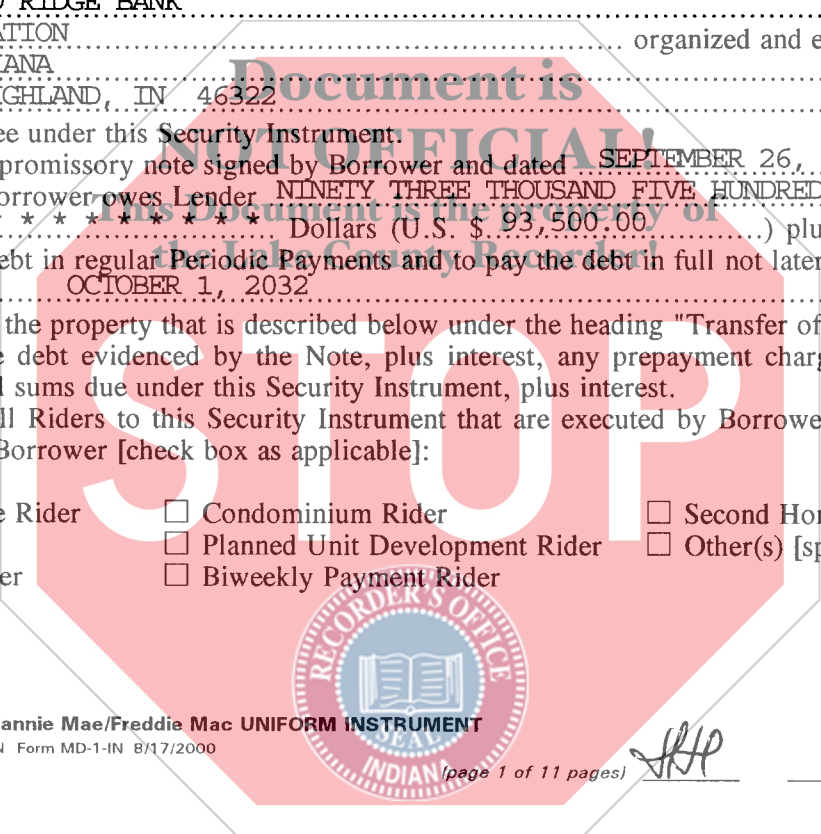 RIDGE BANK
ATION organized and e
IANA
IGHLAND, IN 46322
Document is
ee under this Security Instrument.
NOT OFFICIAL!
promissory note signed by Borrower and dated SEPTEMBER 26,
orrower owes Lender NINETY THREE THOUSAND FIVE HUNDRED
This Document is the property of
* * * * * * * * Dollars (U.S. $ 93,500.00) plu
the Lake County Recorder!
ebt in regular Periodic Payments and to pay the debt in full not later
OCTOBER 1, 2032
the property that is described below under the heading "Transfer of
e debt evidenced by the Note, plus interest, any prepayment charg
l sums due under this Security Instrument, plus interest.
ll Riders to this Security Instrument that are executed by Borrowe
Borrower [check box as applicable]:
STOP
e Rider ☐ Condominium Rider ☐ Second Hom
☐ Planned Unit Development Rider ☐ Other(s) [sp
er ☐ Biweekly Payment Rider
RECORDER'S OFFICE
SEAL
INDIANA
annie Mae/Freddie Mac UNIFORM INSTRUMENT
N Form MD-1-IN 8/17/2000
(page 1 of 11 pages)